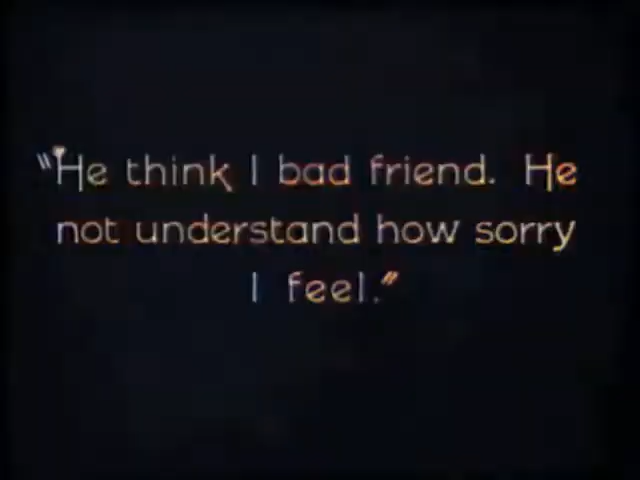 "He think I bad friend. He
not understand how sorry
I feel."